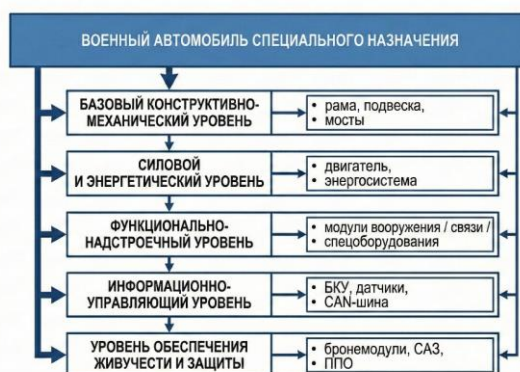 ВОЕННЫЙ АВТОМОБИЛЬ СПЕЦИАЛЬНОГО НАЗНАЧЕНИЯ
БАЗОВЫЙ КОНСТРУКТИВНО-
МЕХАНИЧЕСКИЙ УРОВЕНЬ
• рама, подвеска,
• мосты
СИЛОВОЙ
И ЭНЕРГЕТИЧЕСКИЙ УРОВЕНЬ
• двигатель,
• энергосистема
ФУНКЦИОНАЛЬНО-
НАДСТРОЕЧНЫЙ УРОВЕНЬ
• модули вооружения / связи /
• спецоборудования
ИНФОРМАЦИОННО-
УПРАВЛЯЮЩИЙ УРОВЕНЬ
• БКУ, датчики,
• CAN-шина
УРОВЕНЬ ОБЕСПЕЧЕНИЯ
ЖИВУЧЕСТИ И ЗАЩИТЫ
• бронемодули, САЗ,
• ППО